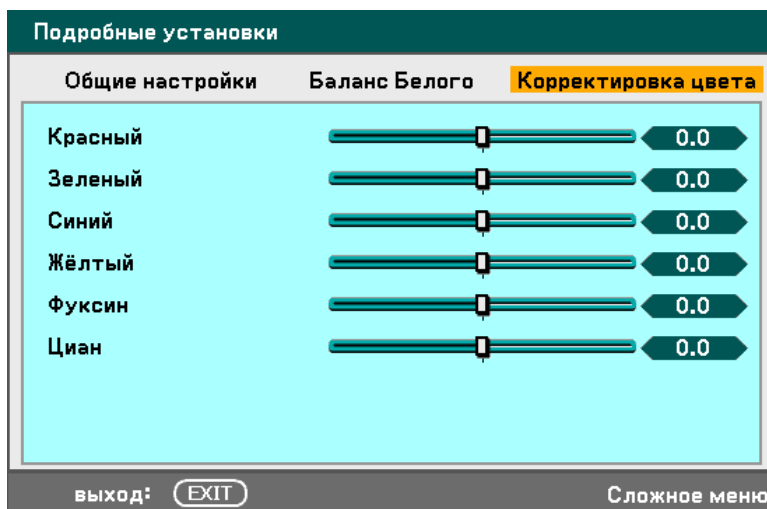 Подробные установки
Общие настройки Баланс Белого Корректировка цвета
Красный 0.0
Зеленый 0.0
Синий 0.0
Жёлтый 0.0
Фуксин 0.0
Циан 0.0
выход: EXIT Сложное меню